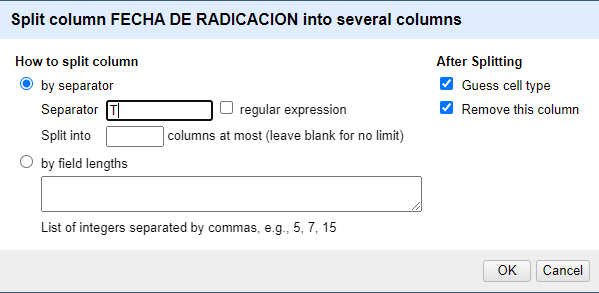 Split column FECHA DE RADICACION into several columns
How to split column
by separator
Separator T regular expression
Split into columns at most (leave blank for no limit)
by field lengths
List of integers separated by commas, e.g., 5, 7, 15
After Splitting
Guess cell type
Remove this column
OK Cancel